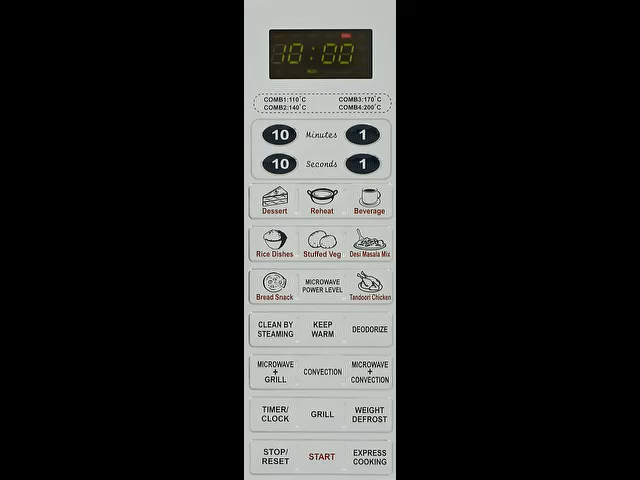 10:00
COMB1:110°C COMB3:170°C
COMB2:140°C COMB4:200°C
10 Minutes 1
10 Seconds 1
Dessert Reheat Beverage
Rice Dishes Stuffed Veg Desi Masala Mix
Bread Snack MICROWAVE POWER LEVEL Tandoori Chicken
CLEAN BY STEAMING KEEP WARM DEODORIZE
MICROWAVE + GRILL CONVECTION MICROWAVE + CONVECTION
TIMER/ CLOCK GRILL WEIGHT DEFROST
STOP/ RESET START EXPRESS COOKING